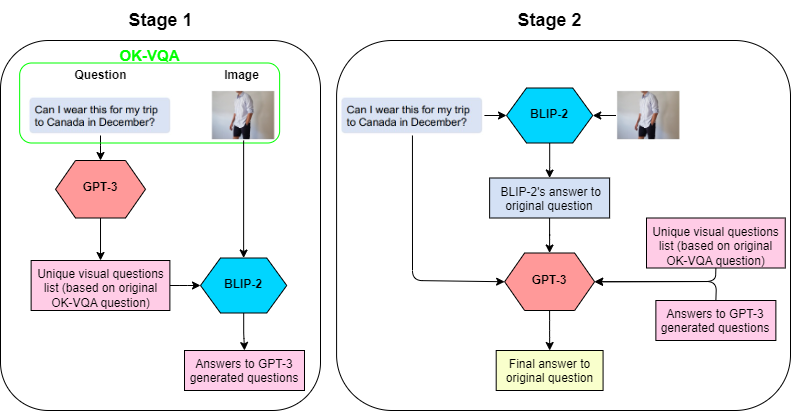 Stage 1
OK-VQA
Question
Image
Can I wear this for my trip
to Canada in December?
GPT-3
Unique visual questions
list (based on original
OK-VQA question)
BLIP-2
Answers to GPT-3
generated questions
Stage 2
Can I wear this for my trip
to Canada in December?
BLIP-2
BLIP-2's answer to
original question
Unique visual questions
list (based on original
OK-VQA question)
GPT-3
Answers to GPT-3
generated questions
Final answer to
original question